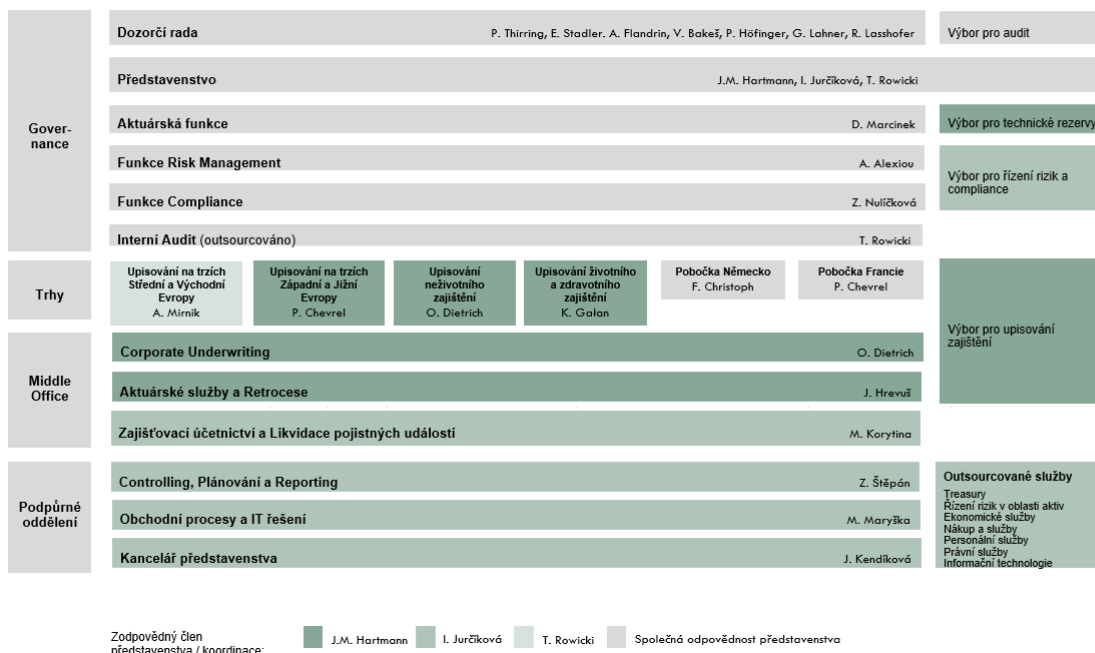 Dozorčí rada
P. Thirring, E. Stadler. A. Flandrin, V. Bakeš, P. Höfinger, G. Lahner, R. Lasshofer
Výbor pro audit
Představenstvo
J.M. Hartmann, I. Jurčíková, T. Rowicki
Gover-
nance
Aktuárská funkce
D. Marcinek
Výbor pro technické rezervy
Funkce Risk Management
A. Alexiou
Výbor pro řízení rizik a
compliance
Funkce Compliance
Z. Nulíčková
Interní Audit (outsourcováno)
T. Rowicki
Trhy
Upisování na trzích
Střední a Východní
Evropy
A. Mirnik
Upisování na trzích
Západní a Jižní
Evropy
P. Chevrel
Upisování
neživotního
zajištění
O. Dietrich
Upisování životního
a zdravotního
zajištění
K. Galan
Pobočka Německo
F. Christoph
Pobočka Francie
P. Chevrel
Výbor pro upisování
zajištění
Middle
Office
Corporate Underwriting
O. Dietrich
Aktuárské služby a Retrocese
J. Hrevuš
Zajišťovací účetnictví a Likvidace pojistných událostí
M. Korytina
Podpůrné
oddělení
Controlling, Plánování a Reporting
Z. Štěpán
Obchodní procesy a IT řešení
M. Maryška
Kancelář představenstva
J. Kendíková
Outsourcované služby
Treasury
Řízení rizik v oblasti aktiv
Ekonomické služby
Nákup a služby
Personální služby
Právní služby
Informační technologie
Zodpovědný člen
představenstva / koordinace:
J.M. Hartmann
I. Jurčíková
T. Rowicki
Společná odpovědnost představenstva